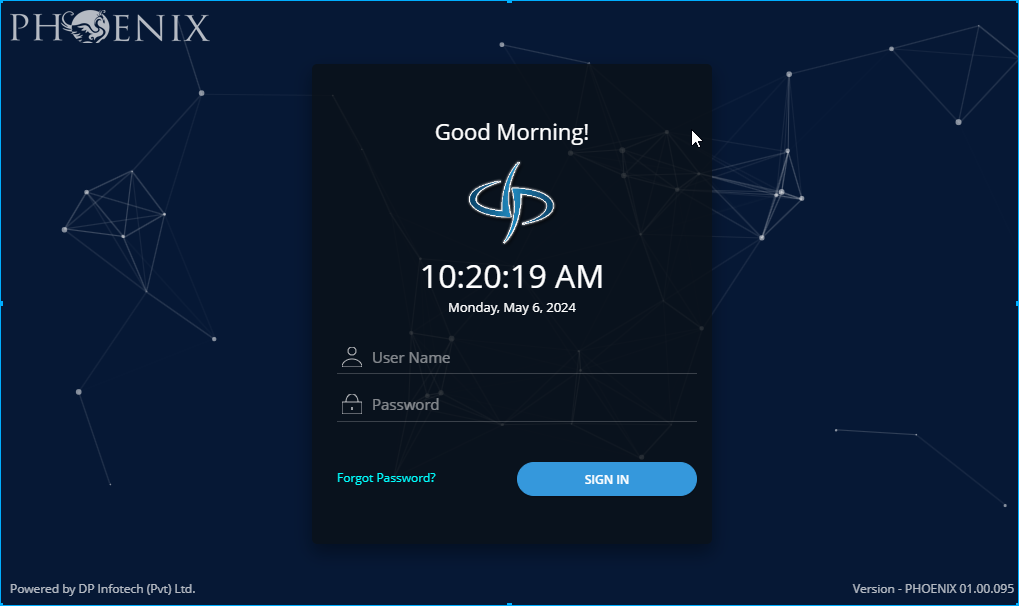 PHOENIX
Good Morning!
10:20:19 AM
Monday, May 6, 2024
User Name
Password
Forgot Password?
SIGN IN
Powered by DP Infotech (Pvt) Ltd.
Version - PHOENIX 01.00.095